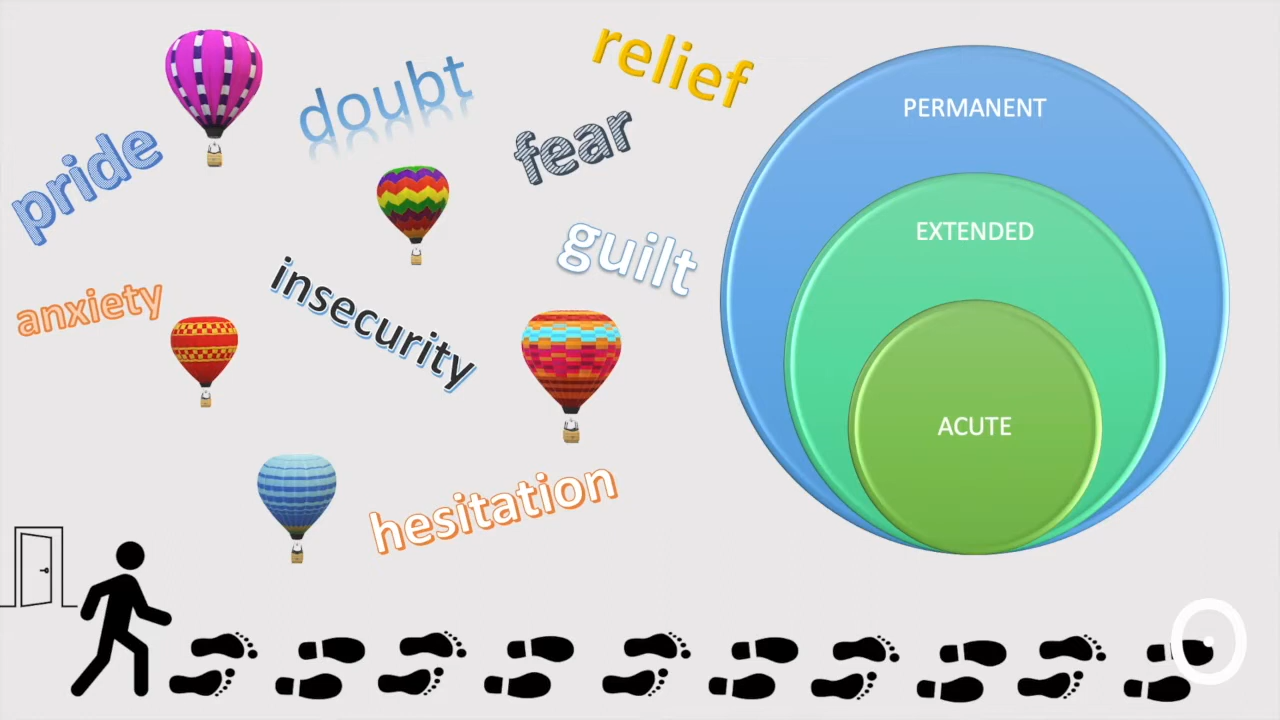 relief
doubt
fear
pride
guilt
anxiety
insecurity
hesitation
PERMANENT
EXTENDED
ACUTE